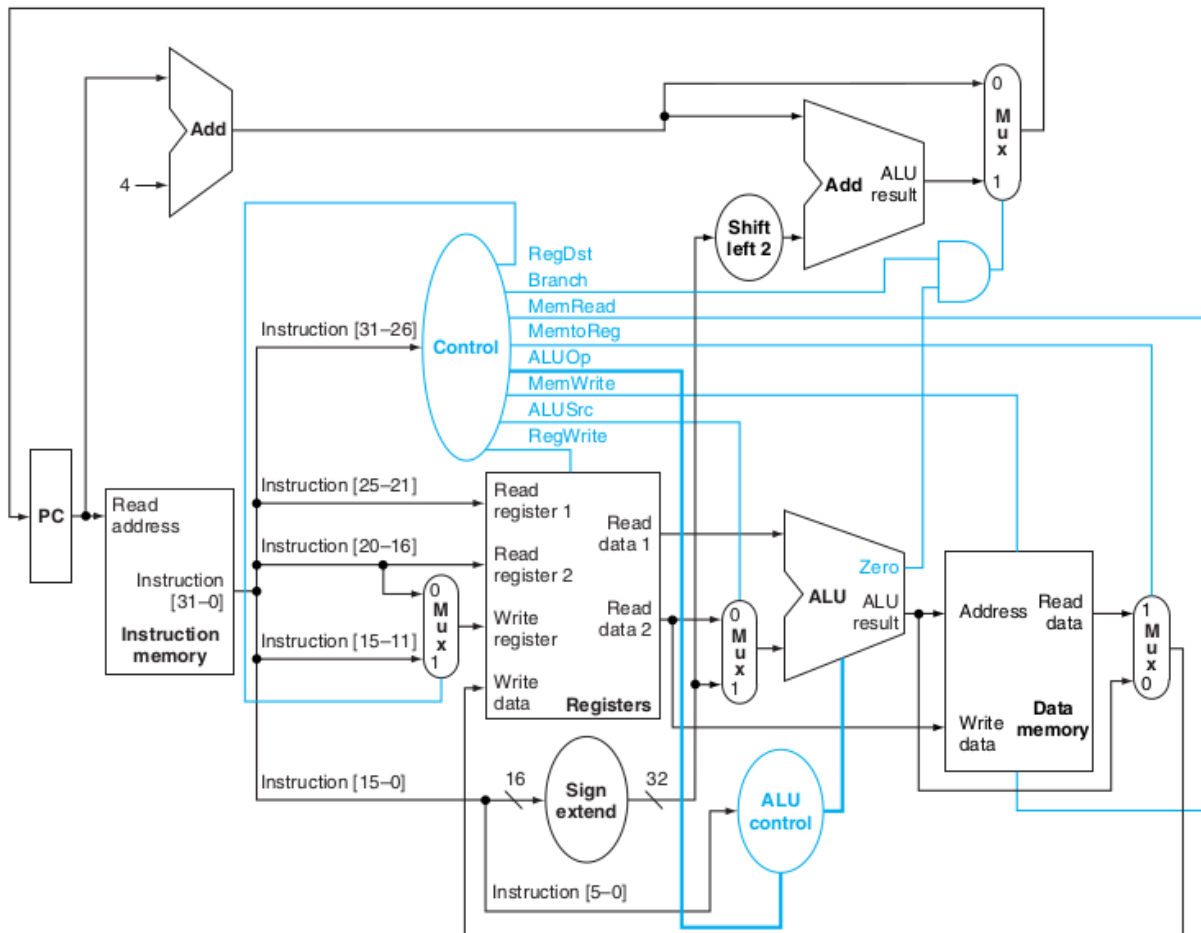 0
M
u
x
1
Add
4
Add
ALU
result
Shift
left 2
RegDst
Branch
MemRead
MemtoReg
ALUOp
MemWrite
ALUSrc
RegWrite
Control
Instruction [31–26]
PC
Read
address
Instruction
[31–0]
Instruction
memory
Instruction [25–21]
Instruction [20–16]
Instruction [15–11]
0
M
u
x
1
Read
register 1
Read
register 2
Write
register
Write
data
Read
data 1
Read
data 2
Registers
0
M
u
x
1
Zero
ALU
ALU
result
Address
Read
data
Write
data
Data
memory
1
M
u
x
0
Instruction [15–0]
16
Sign
extend
32
ALU
control
Instruction [5–0]